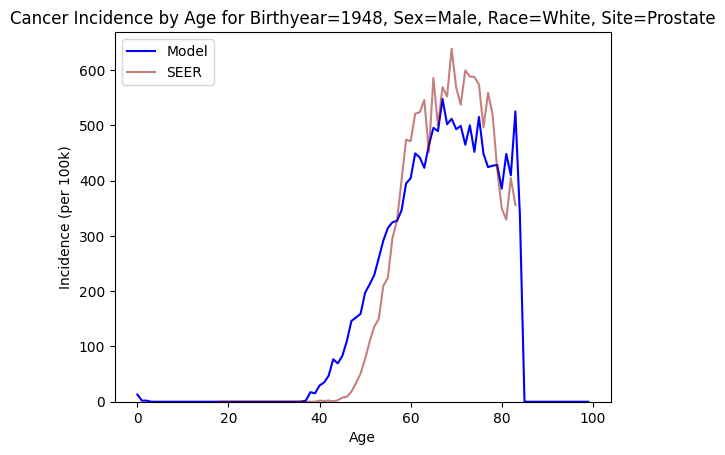 Cancer Incidence by Age for Birthyear=1948, Sex=Male, Race=White, Site=Prostate
Model
SEER
600
500
400
300
200
100
0
Incidence (per 100k)
0 20 40 60 80 100
Age